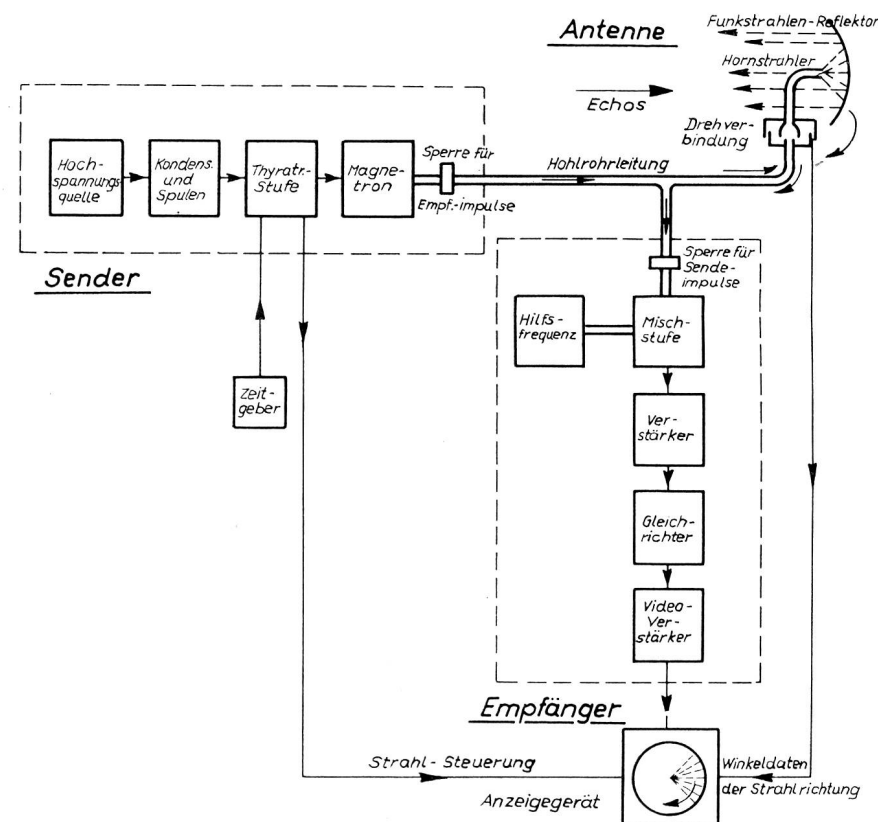 Antenne
Funkstrahlen-Reflektor
Hornstrahler
Echos
Drehver-
bindung
Hoch-
spannungs-
quelle
Kondens.
und
Spulen
Thyratr.-
Stufe
Magne-
tron
Sperre für
Empf.-impulse
Hohlrohrleitung
Sender
Zeit-
geber
Sperre für
Sende-
impulse
Hilfs-
frequenz
Misch-
stufe
Ver-
stärker
Gleich-
richter
Video-
Ver-
stärker
Empfänger
Strahl-Steuerung
Anzeigegerät
Winkeldaten
der Strahlrichtung